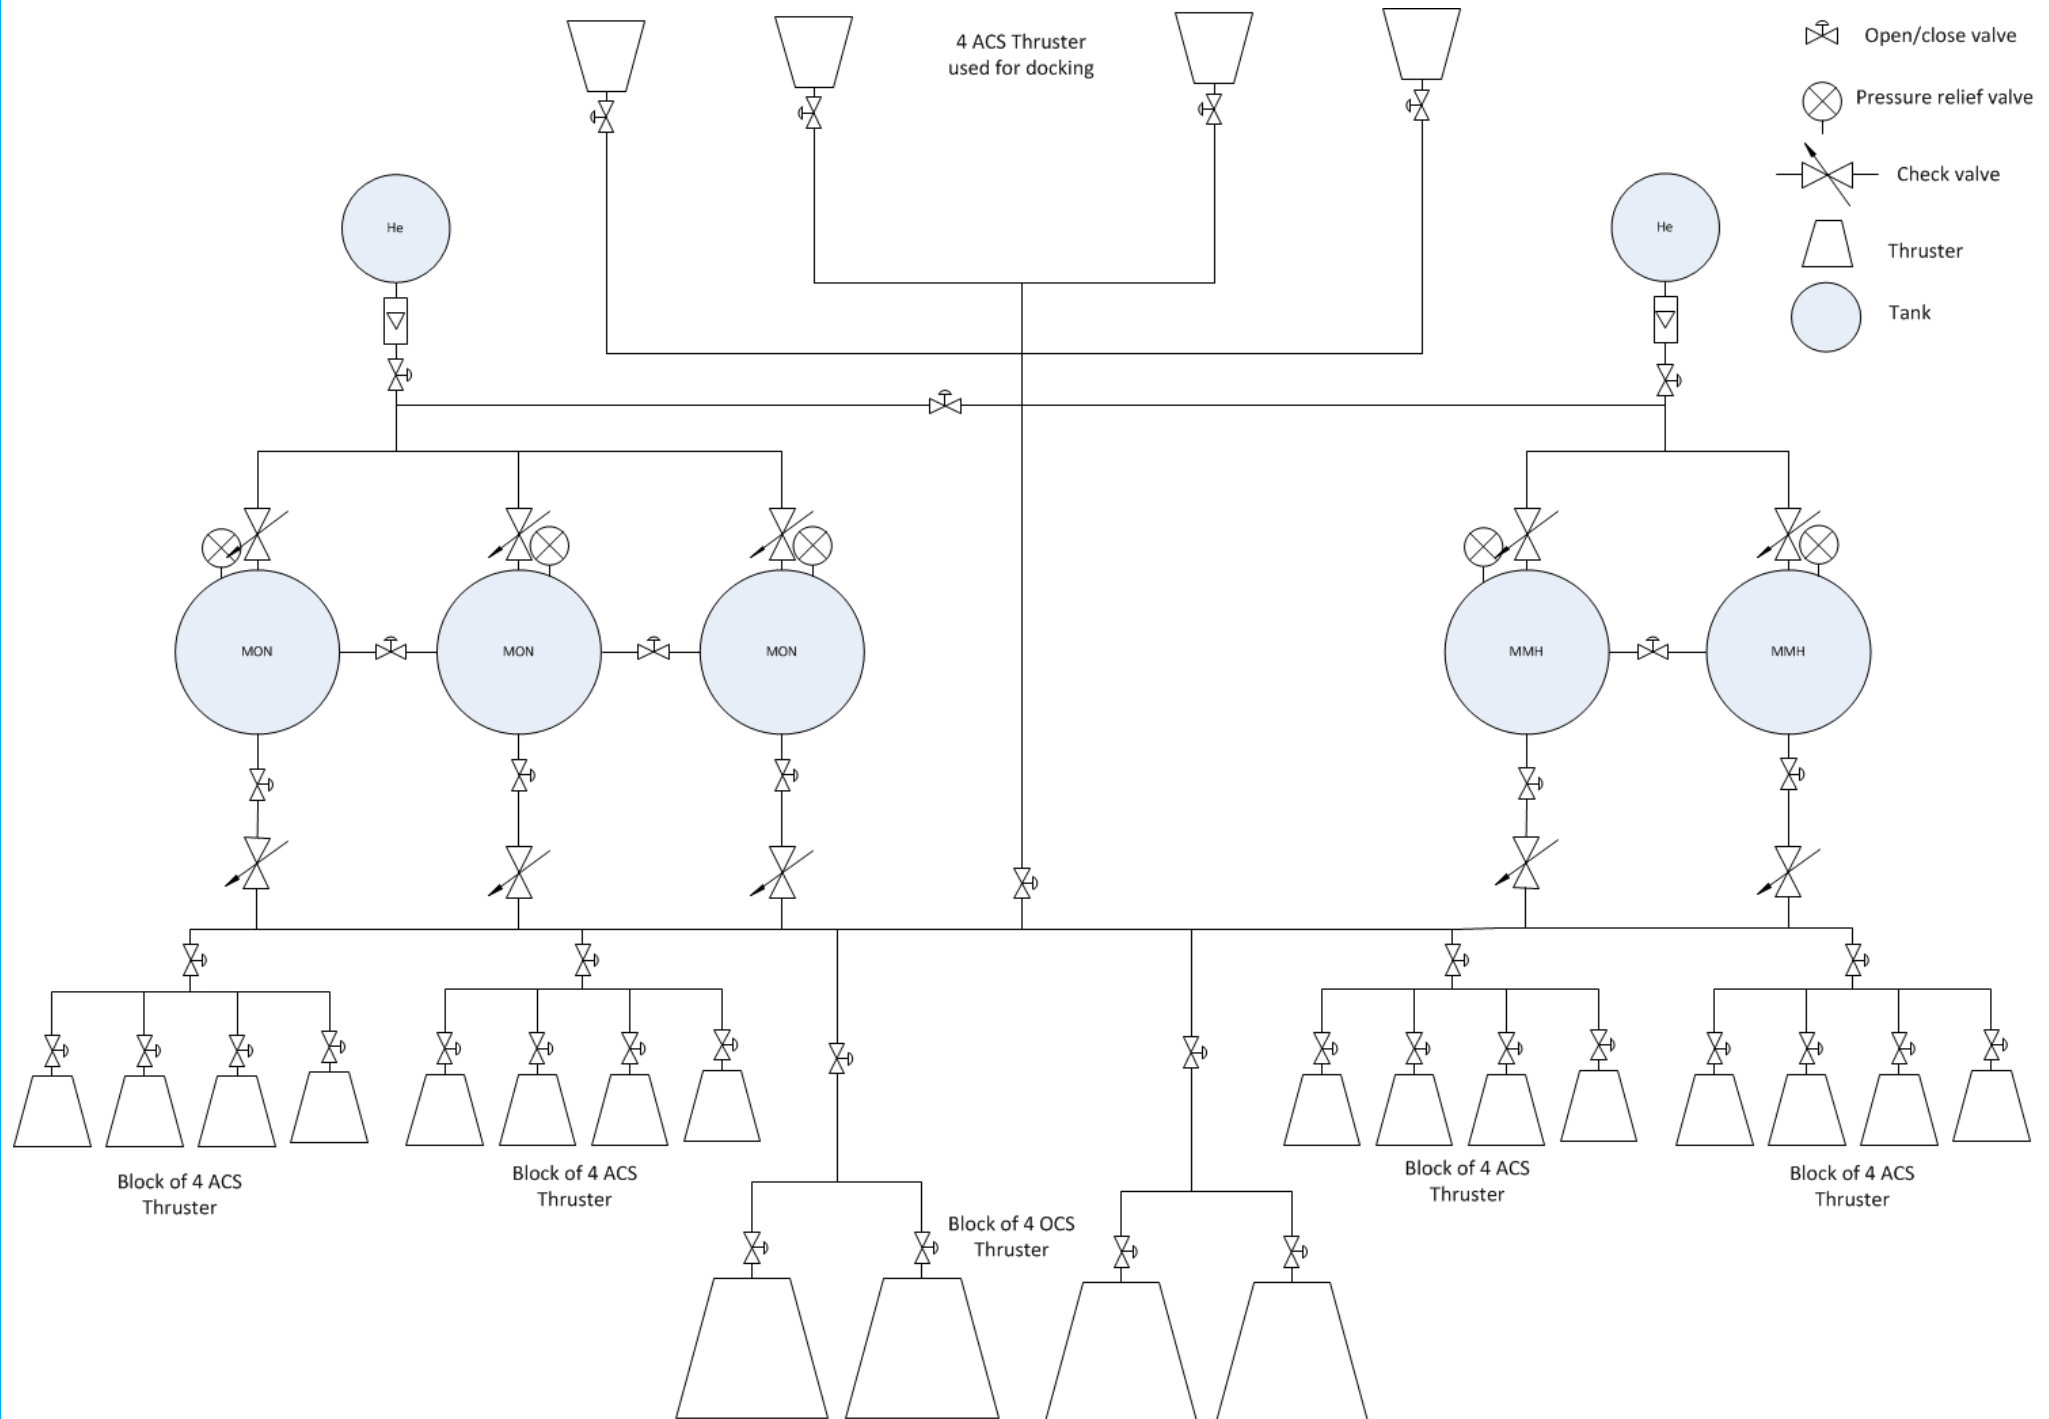 4 ACS Thruster
used for docking
Open/close valve
Pressure relief valve
Check valve
Thruster
Tank
He
He
MON
MON
MON
MMH
MMH
Block of 4 ACS
Thruster
Block of 4 ACS
Thruster
Block of 4 OCS
Thruster
Block of 4 ACS
Thruster
Block of 4 ACS
Thruster